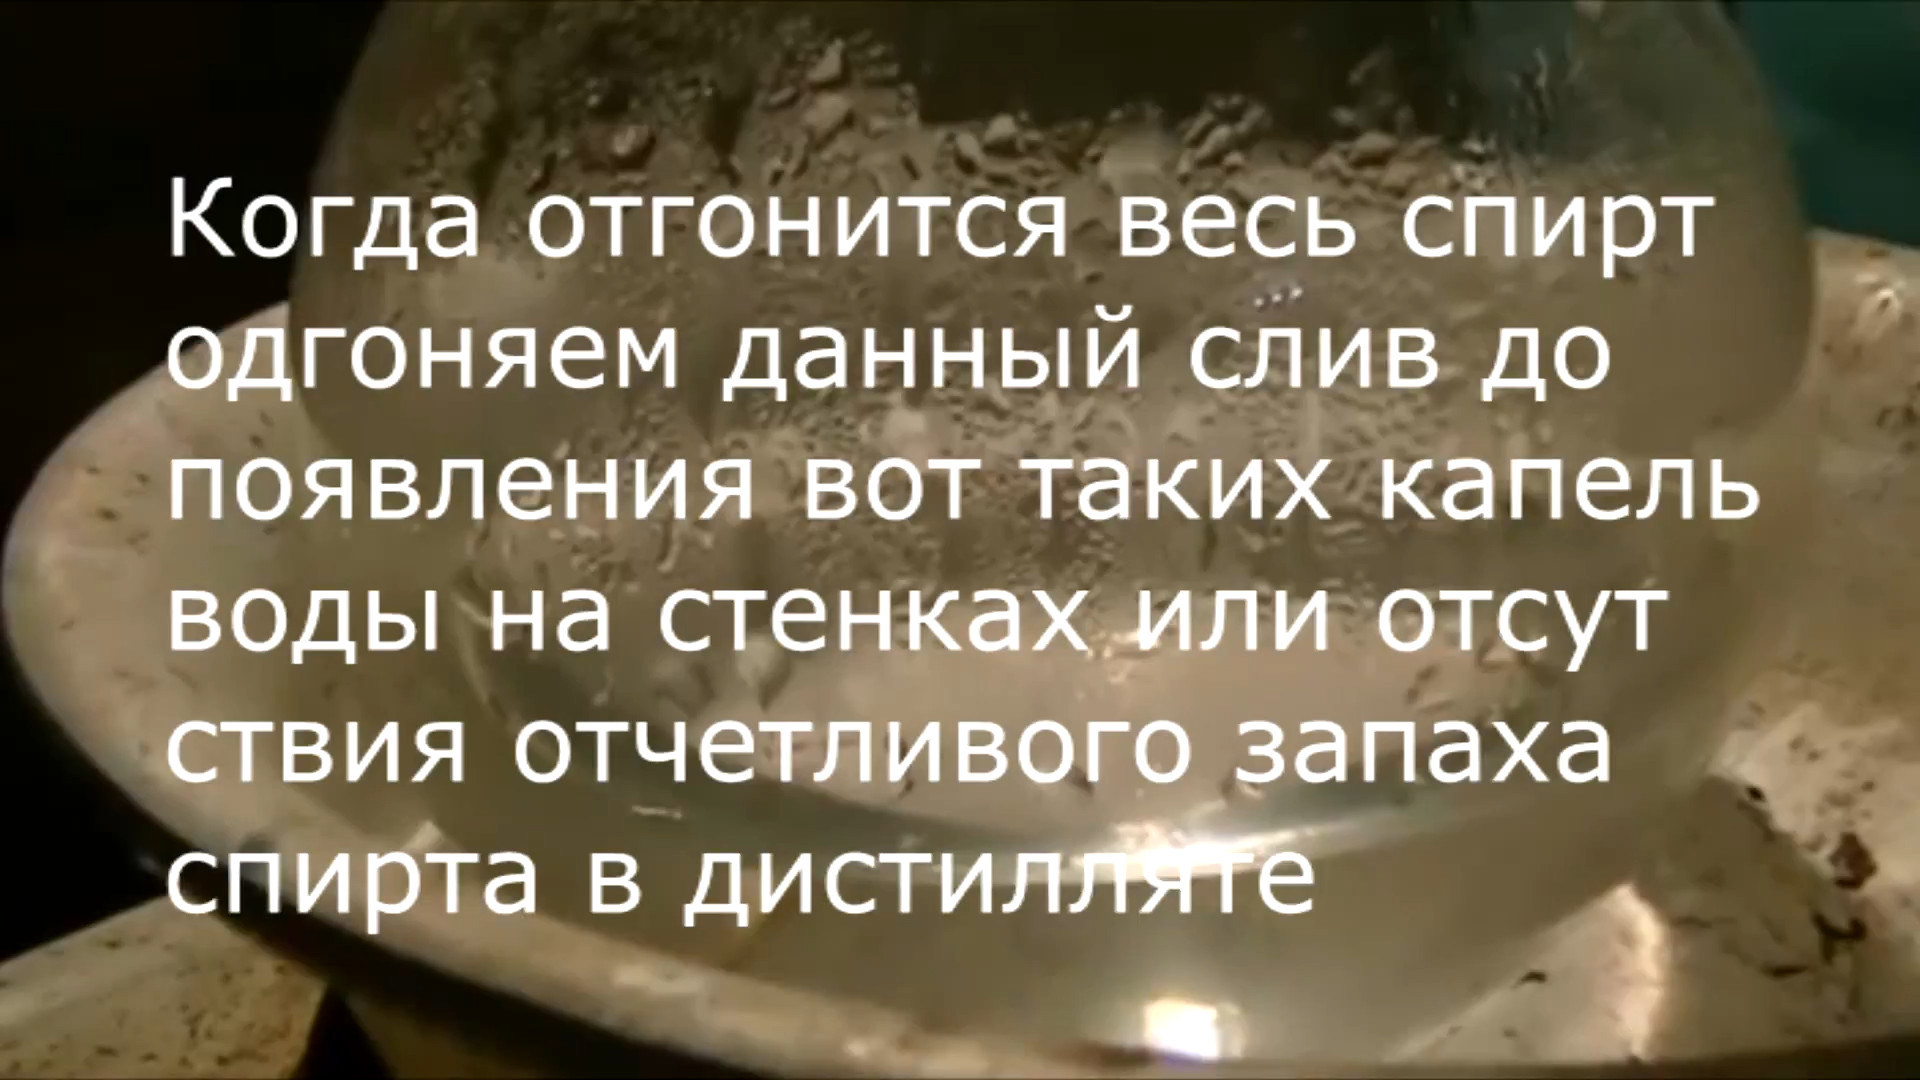 Когда отгонится весь спирт
одгоняем данный слив до
появления вот таких капель
воды на стенках или отсут
ствия отчетливого запаха
спирта в дистилляте